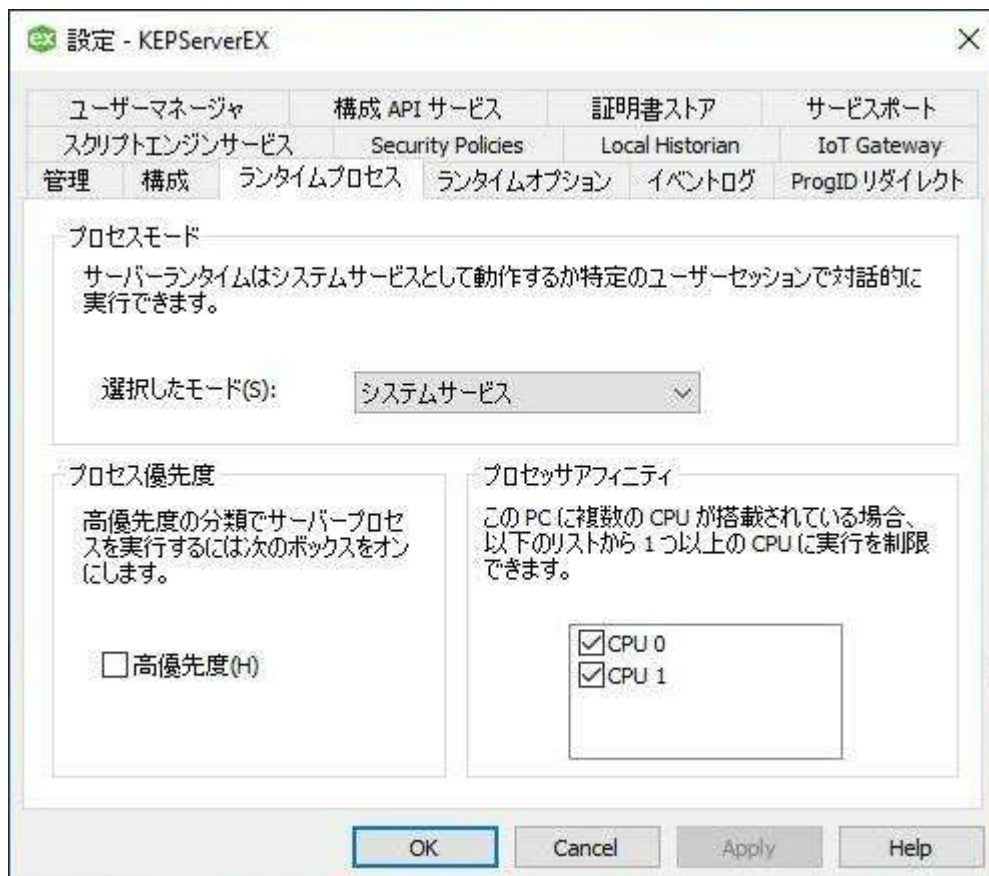 設定 - KEPServerEX
ユーザーマネージャ 構成 API サービス 証明書ストア サービスポート
スクリプトエンジンサービス Security Policies Local Historian IoT Gateway
管理 構成 ランタイムプロセス ランタイムオプション イベントログ ProgID リダイレクト
プロセスモード
サーバーランタイムはシステムサービスとして動作するか特定のユーザーセッションで対話的に
実行できます。
選択したモード(S): システムサービス
プロセス優先度
高優先度の分類でサーバープロセ
スを実行するには次のボックスをオン
にします。
高優先度(H)
プロセッサアフィニティ
この PC に複数の CPU が搭載されている場合、
以下のリストから 1 つ以上の CPU に実行を制限
できます。
CPU 0
CPU 1
OK Cancel Apply Help